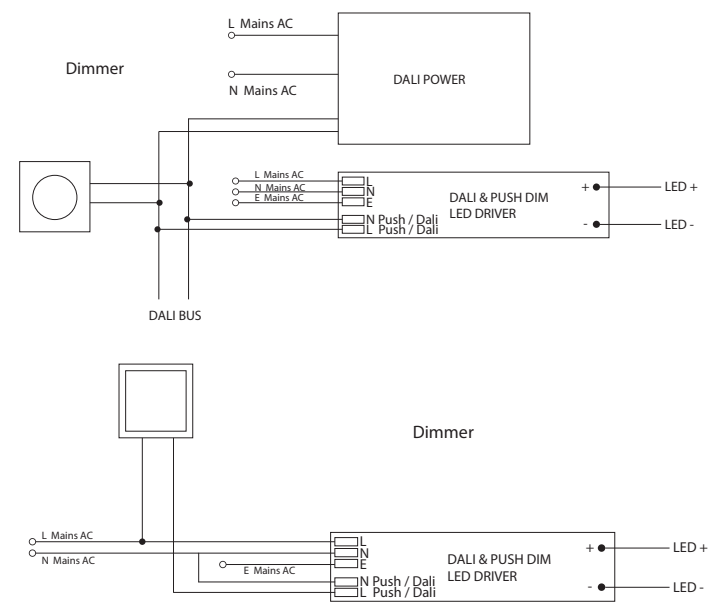 L Mains AC
Dimmer
DALI POWER
N Mains AC
L Mains AC
N Mains AC
E Mains AC
L
N
E
N Push / Dali
L Push / Dali
DALI & PUSH DIM
LED DRIVER
+
LED +
-
LED -
DALI BUS
Dimmer
L Mains AC
N Mains AC
E Mains AC
L
N
E
N Push / Dali
L Push / Dali
DALI & PUSH DIM
LED DRIVER
+
LED +
-
LED -